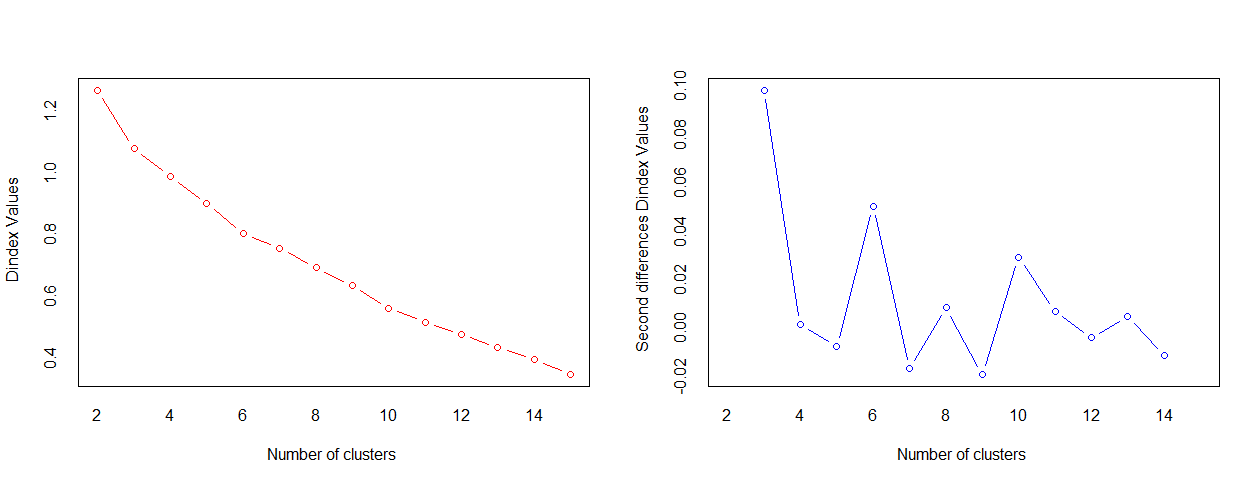 Dindex Values
1.2
1.0
0.8
0.6
0.4
2 4 6 8 10 12 14
Number of clusters
Second differences Dindex Values
0.10
0.08
0.06
0.04
0.02
0.00
-0.02
2 4 6 8 10 12 14
Number of clusters